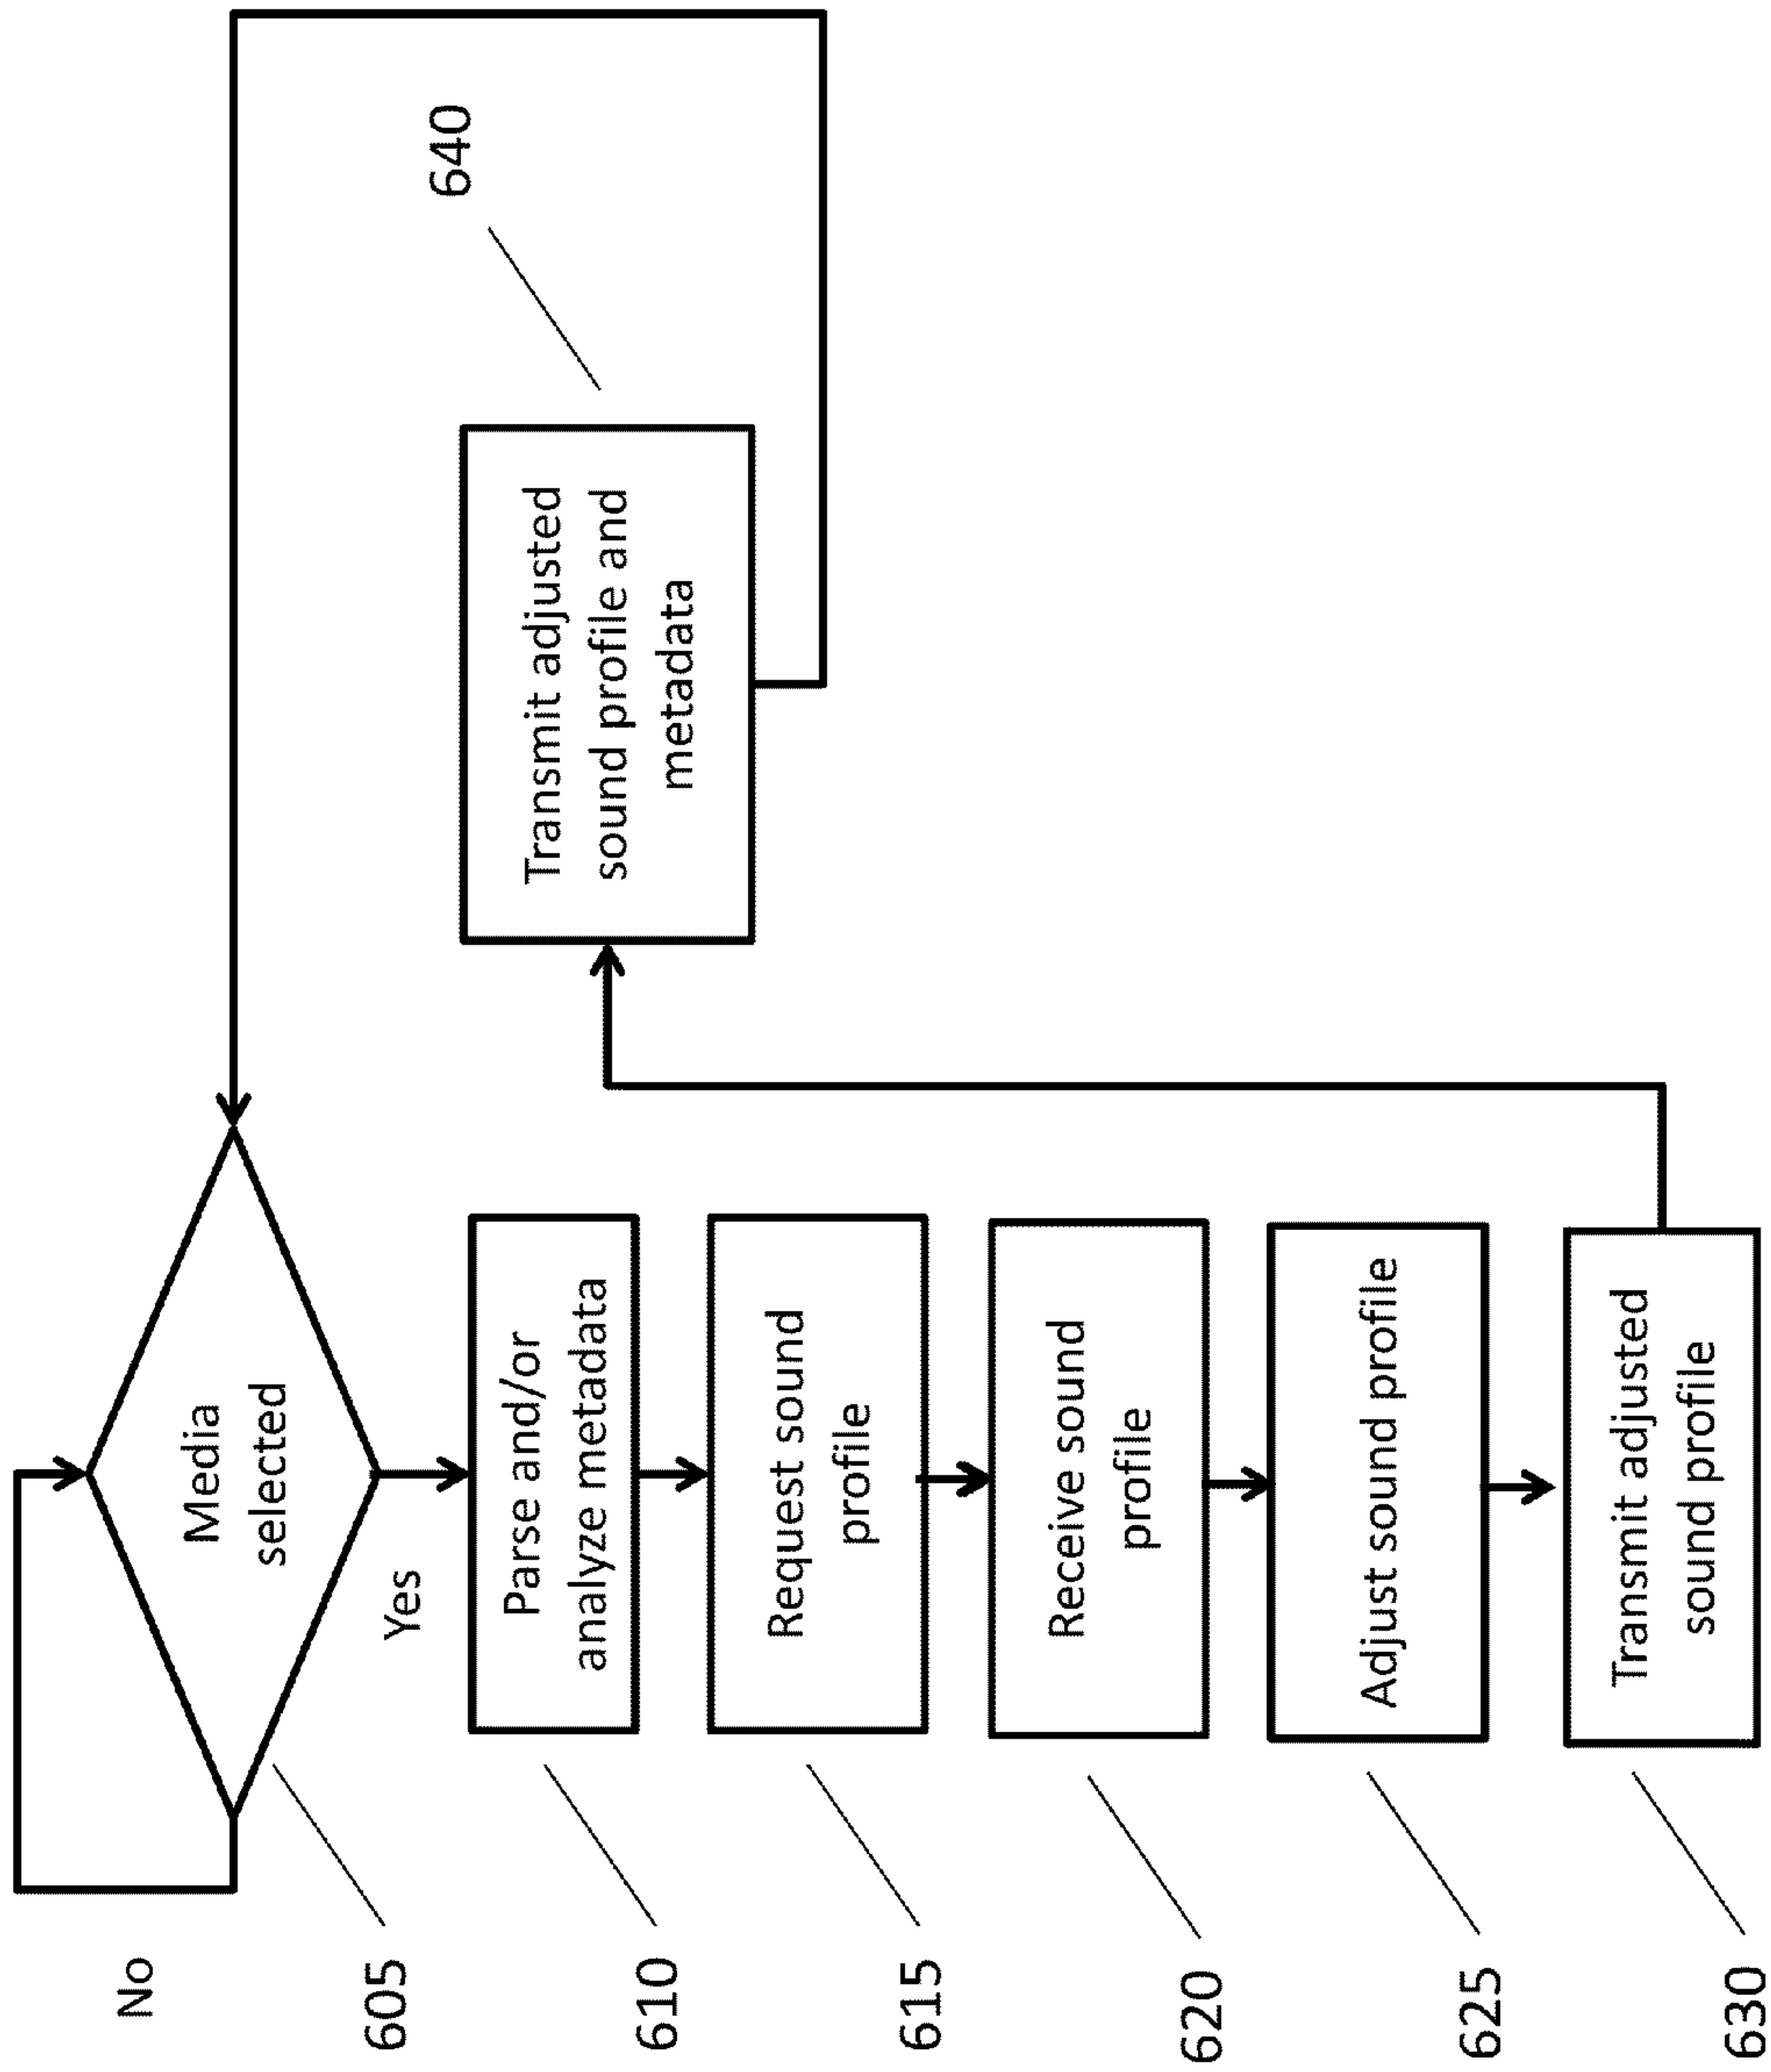 No
Media
selected
605
Yes
Parse and/or
analyze metadata
610
Request sound
profile
615
Receive sound
profile
620
Adjust sound profile
625
Transmit adjusted
sound profile
630
Transmit adjusted
sound profile and
metadata
640